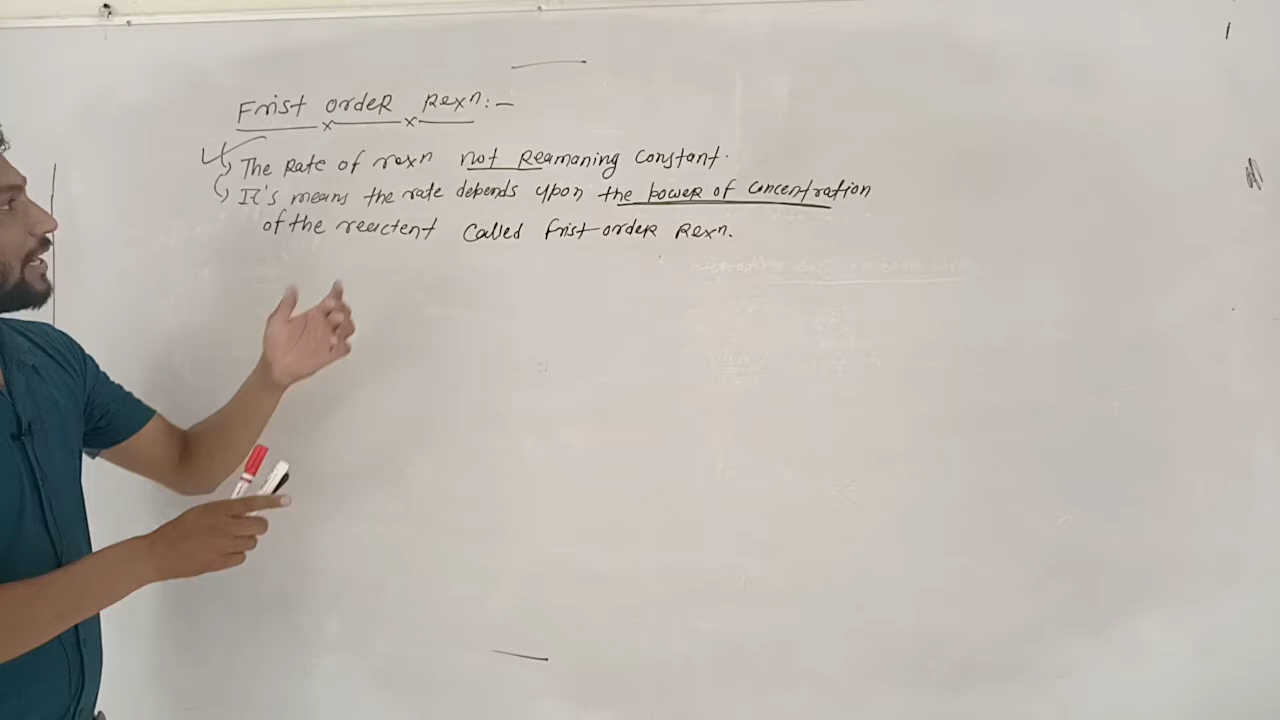 Frist order Rexn:-
The Rate of rexn not Reamaning constant.
It's means the rate depends upon the power of concentration
of the reactent called frist order Rexn.